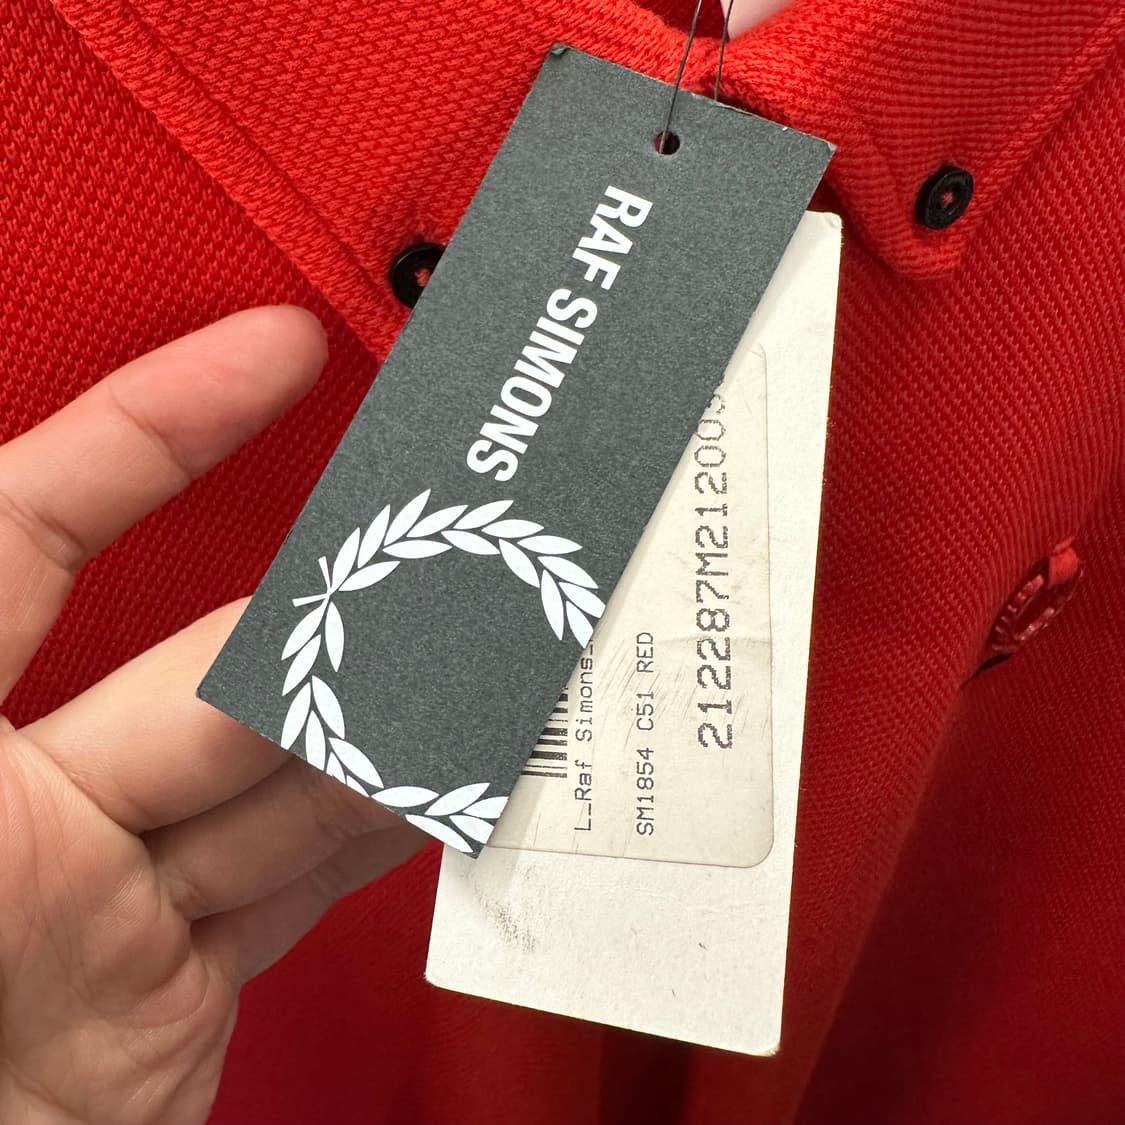 RAF SIMONS
L_Raf Simons_
SM1854 C51 RED
212287M212009